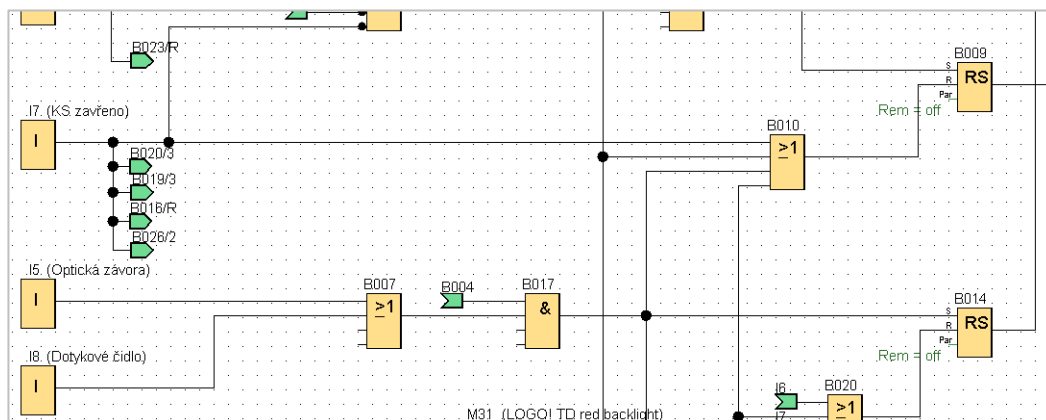 B023/R
B009
S
RS
R
Par
Rem = off
I7. (KS zavřeno)
I
B010
≥1
B020/3
B019/3
B016/R
B026/2
I5. (Optická závora)
I
B007
≥1
B004
B017
&
B014
S
RS
R
Par
Rem = off
I8. (Dotykové čidlo)
I
I6
B020
I7
≥1
M31 (LOGO! TD red backlight)